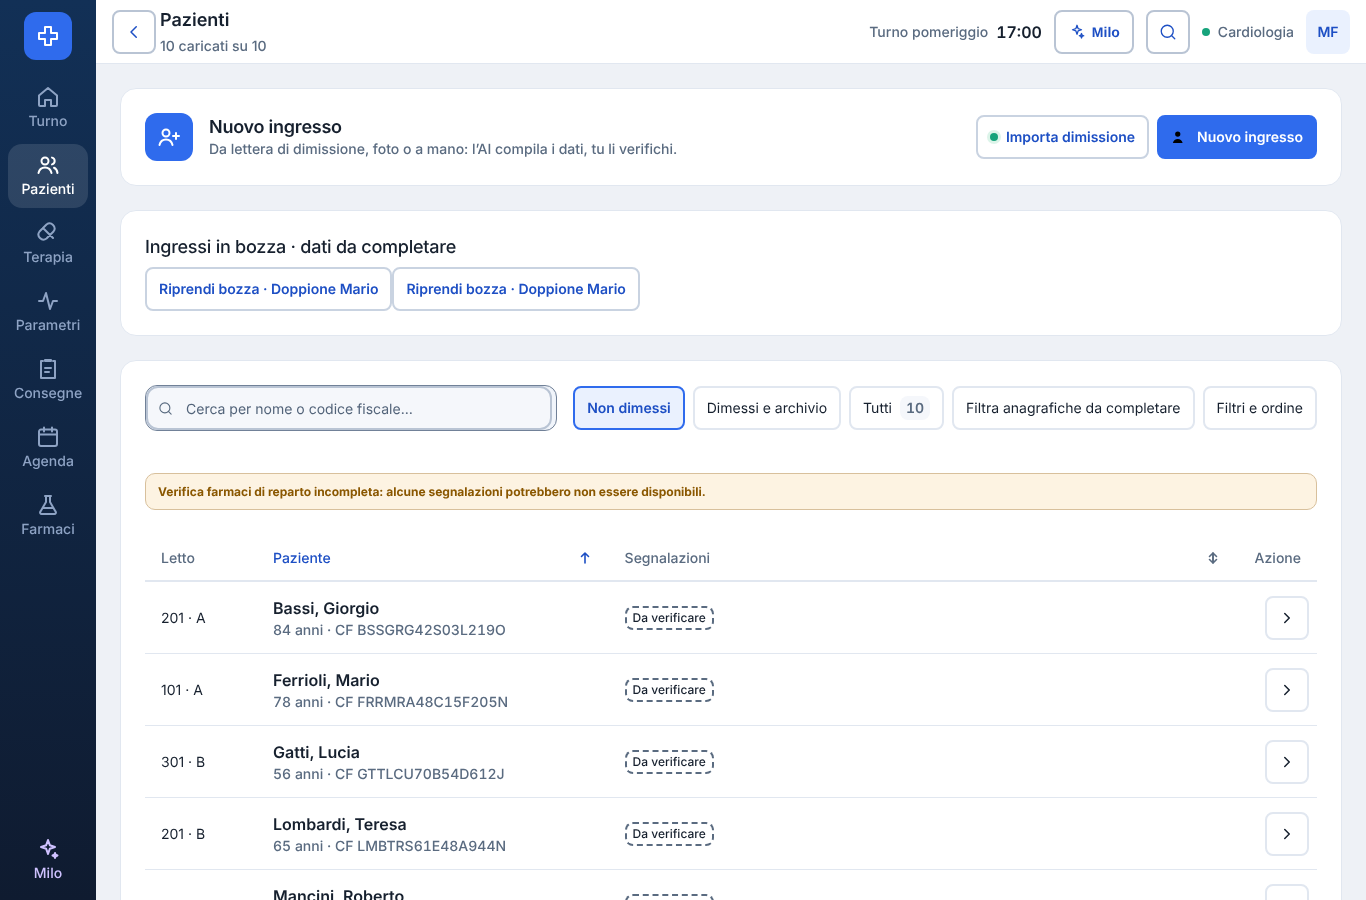 Pazienti
10 caricati su 10
Turno pomeriggio 17:00
Milo
Cardiologia
MF
Turno
Pazienti
Terapia
Parametri
Consegne
Agenda
Farmaci
Milo
Nuovo ingresso
Da lettera di dimissione, foto o a mano: l’AI compila i dati, tu li verifichi.
Importa dimissione
Nuovo ingresso
Ingressi in bozza · dati da completare
Riprendi bozza · Doppione Mario
Riprendi bozza · Doppione Mario
Cerca per nome o codice fiscale...
Non dimessi
Dimessi e archivio
Tutti 10
Filtra anagrafiche da completare
Filtri e ordine
Verifica farmaci di reparto incompleta: alcune segnalazioni potrebbero non essere disponibili.
Letto Paziente Segnalazioni Azione
201 · A
Bassi, Giorgio
84 anni · CF BSSGRG42S03L219O
Da verificare
101 · A
Ferrioli, Mario
78 anni · CF FRRMRA48C15F205N
Da verificare
301 · B
Gatti, Lucia
56 anni · CF GTTLCU70B54D612J
Da verificare
201 · B
Lombardi, Teresa
65 anni · CF LMBTRS61E48A944N
Da verificare
Mancini, Roberto